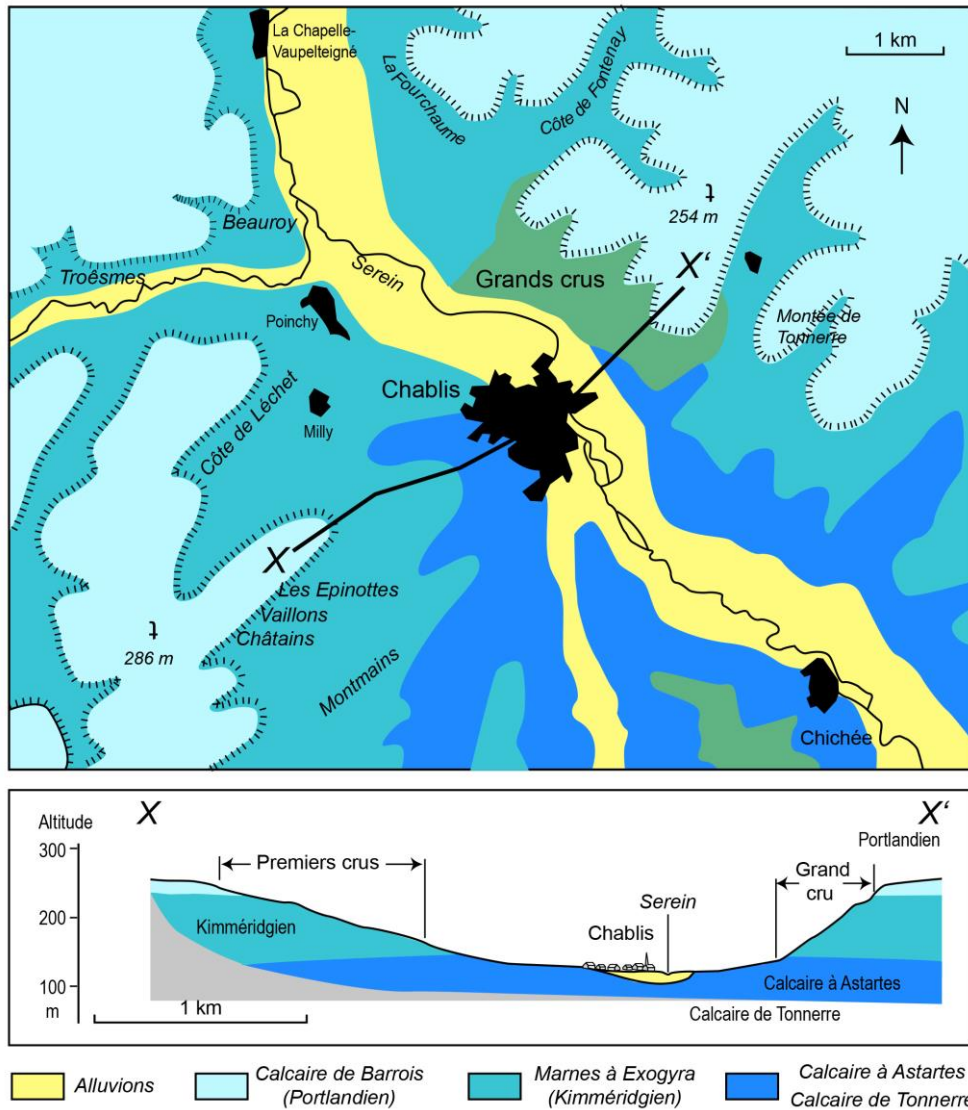 La Chapelle-
Vaupelteigné
1 km
La Fourchaume
Côte de Fontenay
N
254 m
Beauroy
X'
Troêsmes
Serein
Grands crus
Poinchy
Montée de
Tonnerre
Chablis
Côte de Léchet
Milly
X
Les Epinottes
Vaillons
Châtains
286 m
Montmains
Chichée
X
X'
Altitude
Portlandien
300
Premiers crus
Grand
cru
200
Serein
Kimméridgien
Chablis
100
Calcaire à Astartes
m
1 km
Calcaire de Tonnerre
Alluvions
Calcaire de Barrois
(Portlandien)
Marnes à Exogyra
(Kimméridgien)
Calcaire à Astartes
Calcaire de Tonnerre